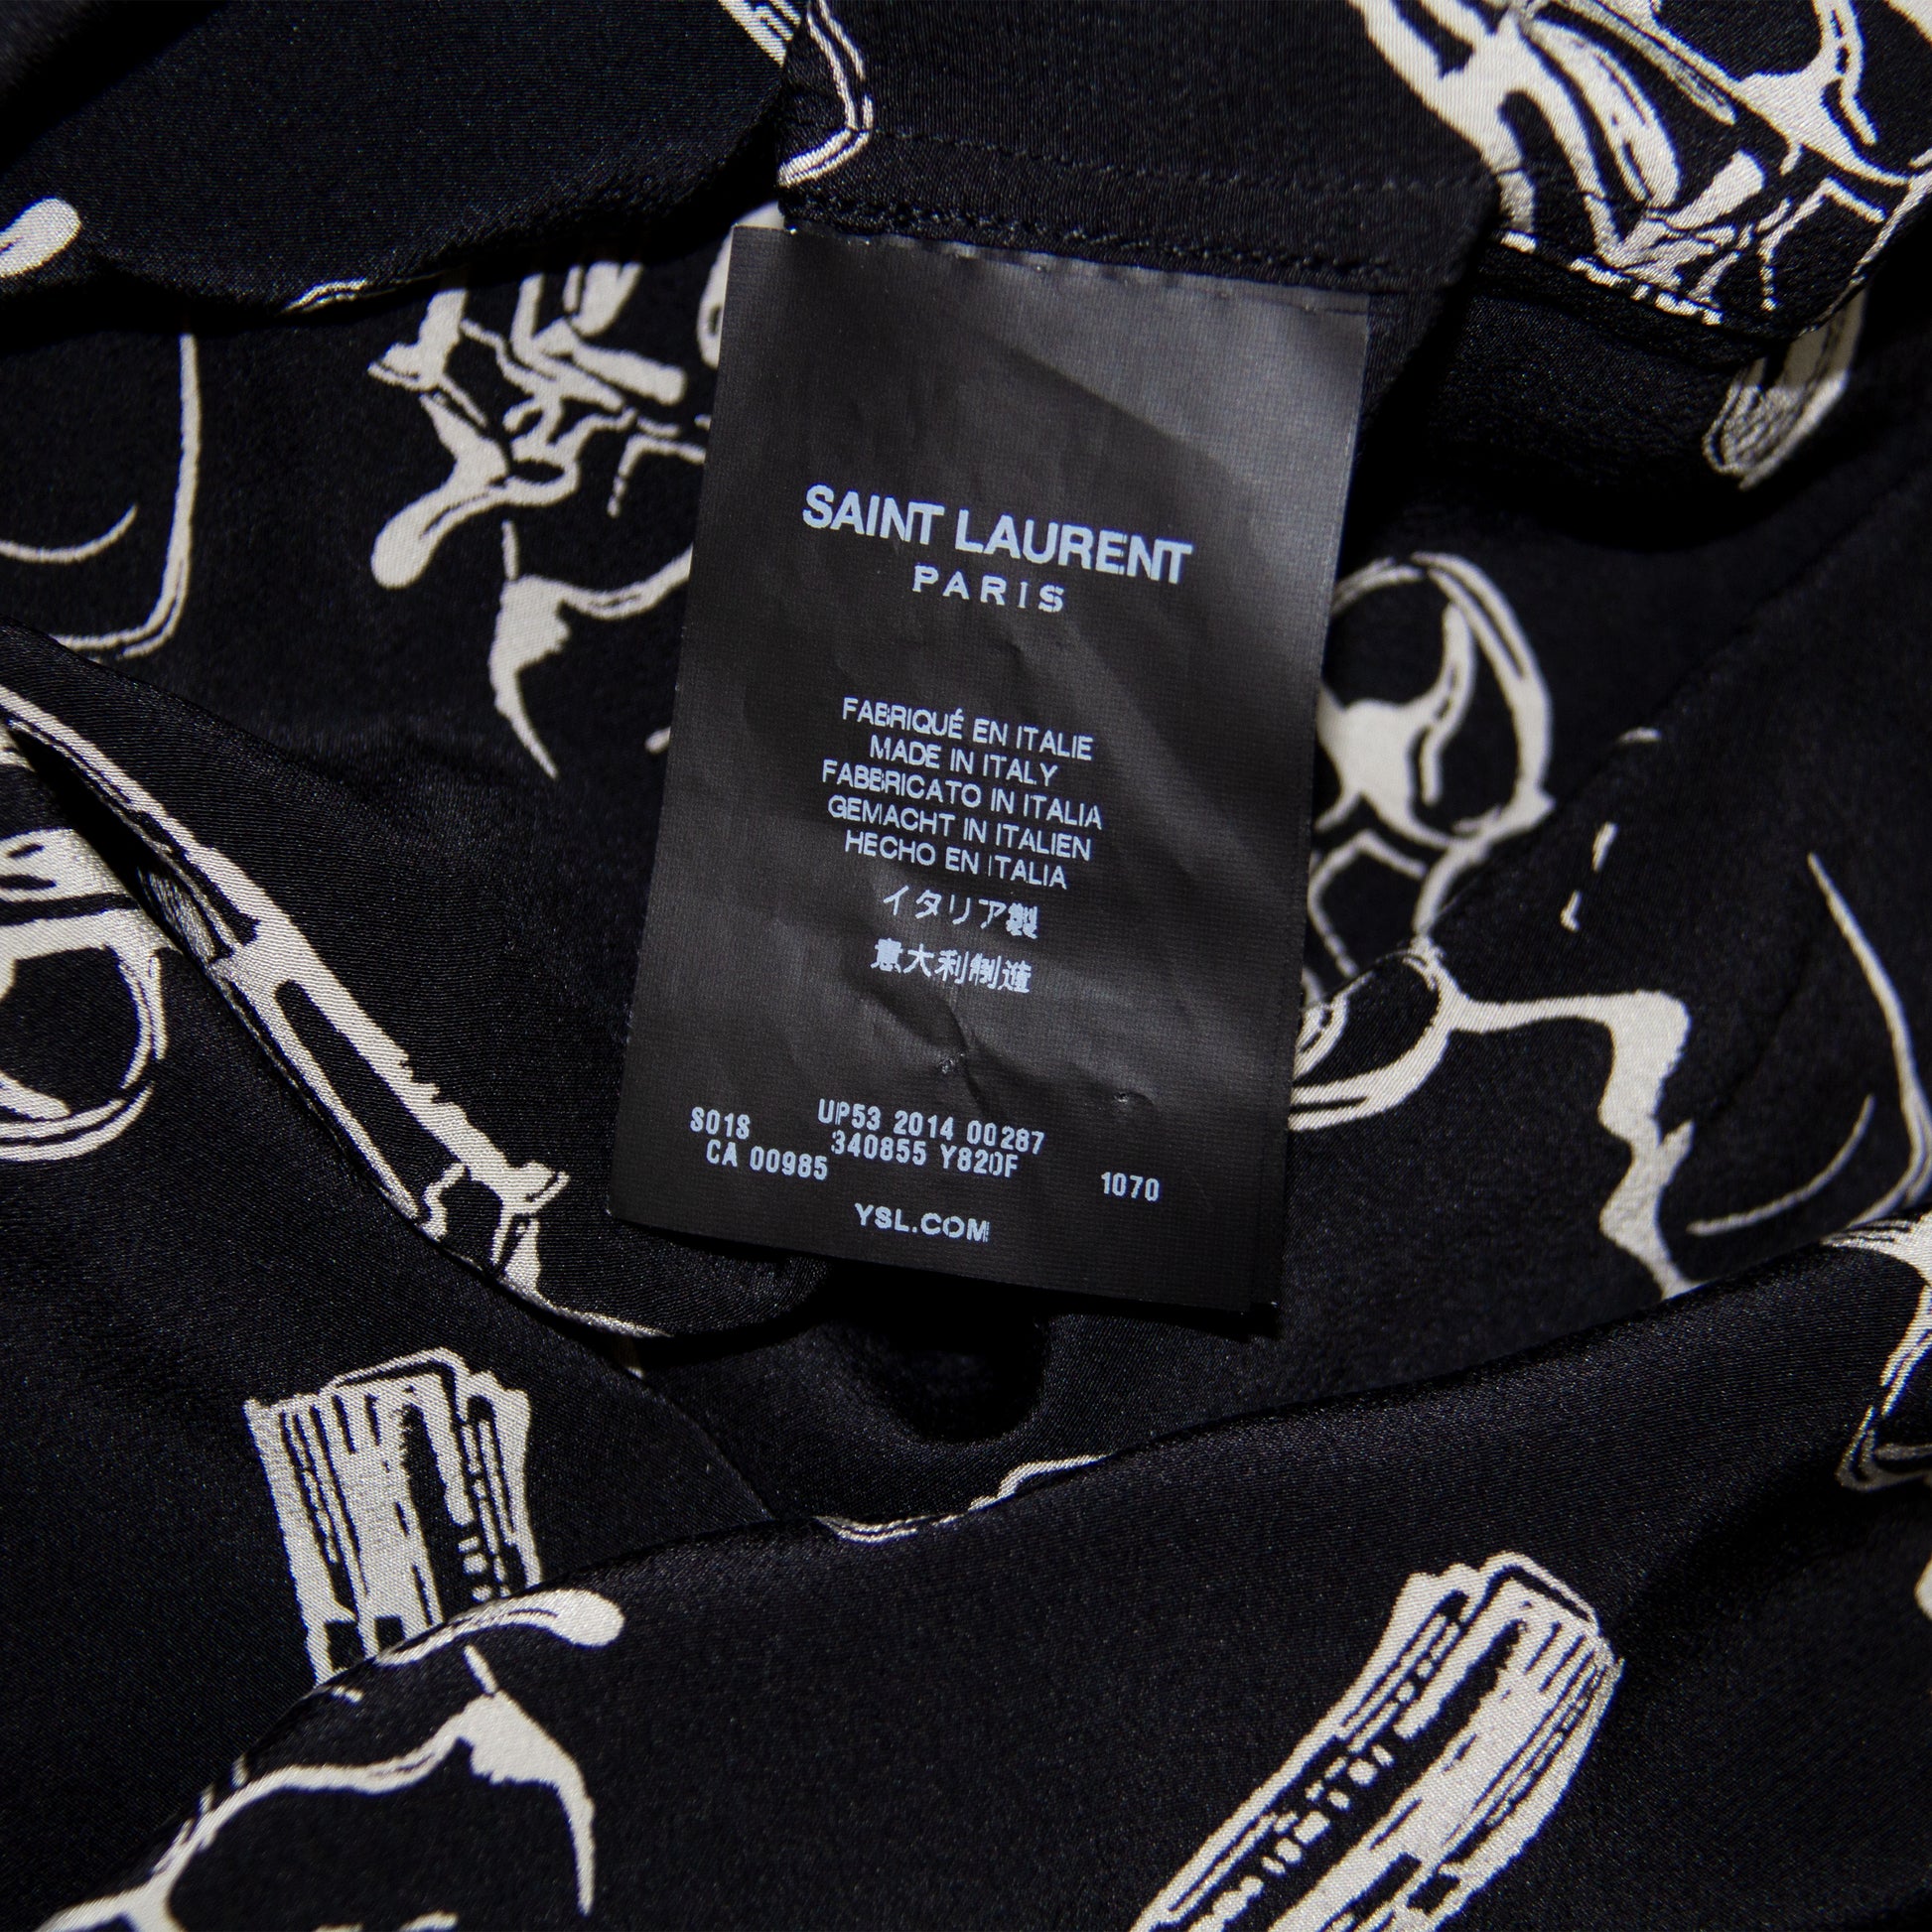 SAINT LAURENT
PARIS
FABRIQUÉ EN ITALIE
MADE IN ITALY
FABBRICATO IN ITALIA
GEMACHT IN ITALIEN
HECHO EN ITALIA
イタリア製
意大利制造
S01S UP53 2014 00287
CA 00985 340855 Y820F 1070
YSL.COM